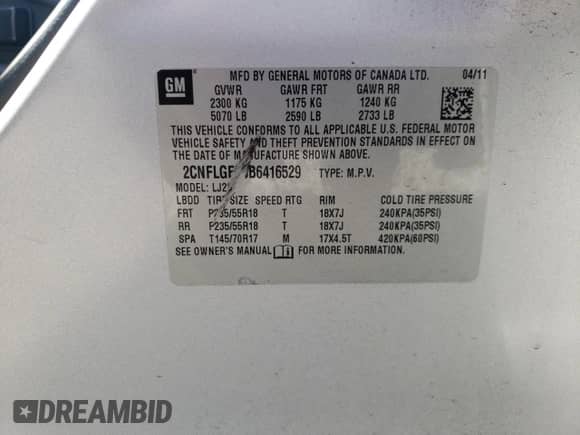 GM
MFD BY GENERAL MOTORS OF CANADA LTD. 04/11
GVWR GAWR FRT GAWR RR
2300 KG 1175 KG 1240 KG
5070 LB 2590 LB 2733 LB
THIS VEHICLE CONFORMS TO ALL APPLICABLE U.S. FEDERAL MOTOR
VEHICLE SAFETY AND THEFT PREVENTION STANDARDS IN EFFECT ON
THE DATE OF MANUFACTURE SHOWN ABOVE.
TYPE: M.P.V.
MODEL:
LBDD TIRE SIZE SPEED RTG RIM COLD TIRE PRESSURE
FRT P235/55R18 T 18X7J 240KPA(35PSI)
RR P235/55R18 T 18X7J 240KPA(35PSI)
SPA T145/70R17 M 17X4.5T 420KPA(60PSI)
SEE OWNER'S MANUAL FOR MORE INFORMATION.
DREAMBID